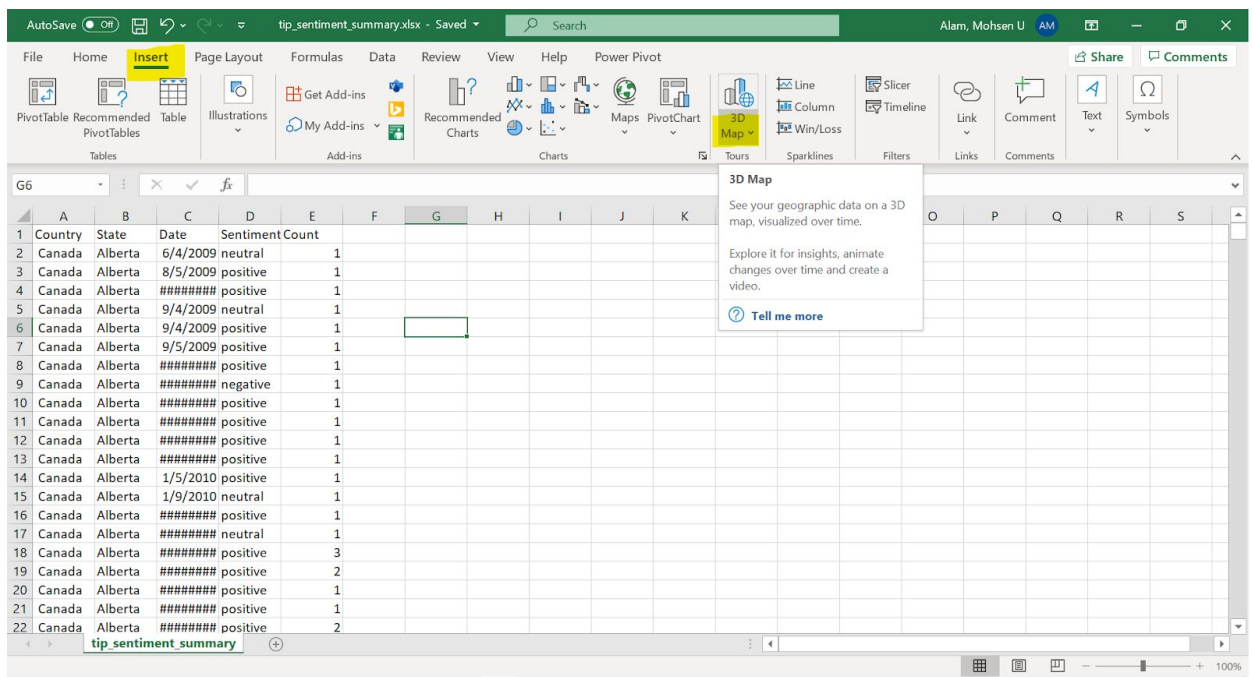 AutoSave Off tip_sentiment_summary.xlsx - Saved Search Alam, Mohsen U AM
File Home Insert Page Layout Formulas Data Review View Help Power Pivot Share Comments
PivotTable Recommended PivotTables Table Illustrations Get Add-ins My Add-ins Recommended Charts Maps PivotChart 3D Map Line Column Win/Loss Slicer Timeline Link Comment Text Symbols
Tables Add-ins Charts Tours Sparklines Filters Links Comments
G6 fx
3D Map
See your geographic data on a 3D
map, visualized over time.
Explore it for insights, animate
changes over time and create a
video.
Tell me more
A B C D E F G H I J K O P Q R S
1 Country State Date Sentiment Count
2 Canada Alberta 6/4/2009 neutral 1
3 Canada Alberta 8/5/2009 positive 1
4 Canada Alberta ######## positive 1
5 Canada Alberta 9/4/2009 neutral 1
6 Canada Alberta 9/4/2009 positive 1
7 Canada Alberta 9/5/2009 positive 1
8 Canada Alberta ######## positive 1
9 Canada Alberta ######## negative 1
10 Canada Alberta ######## positive 1
11 Canada Alberta ######## positive 1
12 Canada Alberta ######## positive 1
13 Canada Alberta ######## positive 1
14 Canada Alberta 1/5/2010 positive 1
15 Canada Alberta 1/9/2010 neutral 1
16 Canada Alberta ######## positive 1
17 Canada Alberta ######## neutral 1
18 Canada Alberta ######## positive 3
19 Canada Alberta ######## positive 2
20 Canada Alberta ######## positive 1
21 Canada Alberta ######## positive 1
22 Canada Alberta ######## positive 2
tip_sentiment_summary
100%